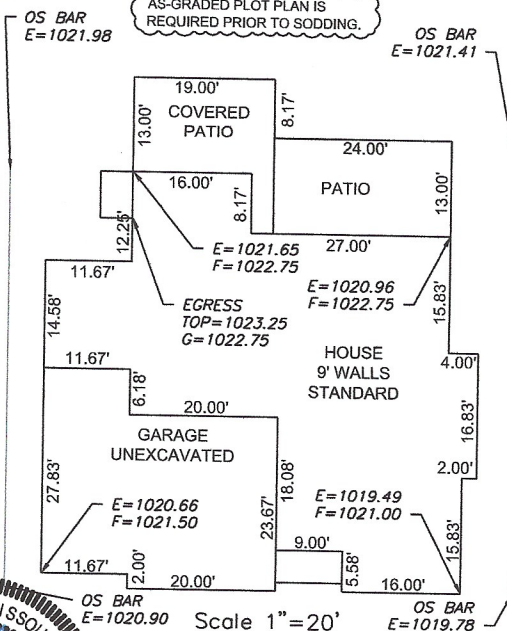 AS-GRADED PLOT PLAN IS
REQUIRED PRIOR TO SODDING.
OS BAR
E=1021.98
OS BAR
E=1021.41
19.00'
COVERED
PATIO
13.00'
8.17'
24.00'
PATIO
13.00'
16.00'
8.17'
12.25'
27.00'
E=1021.65
F=1022.75
11.67'
E=1020.96
F=1022.75
15.83'
EGRESS
TOP=1023.25
G=1022.75
14.58'
HOUSE
9' WALLS
STANDARD
4.00'
11.67'
6.18'
20.00'
16.83'
GARAGE
UNEXCAVATED
2.00'
27.83'
18.08'
23.67'
E=1020.66
F=1021.50
E=1019.49
F=1021.00
15.83'
9.00'
5.58'
11.67'
2.00'
20.00'
16.00'
ISSOU
OS BAR
E=1020.90
Scale 1"=20'
OS BAR
E=1019.78